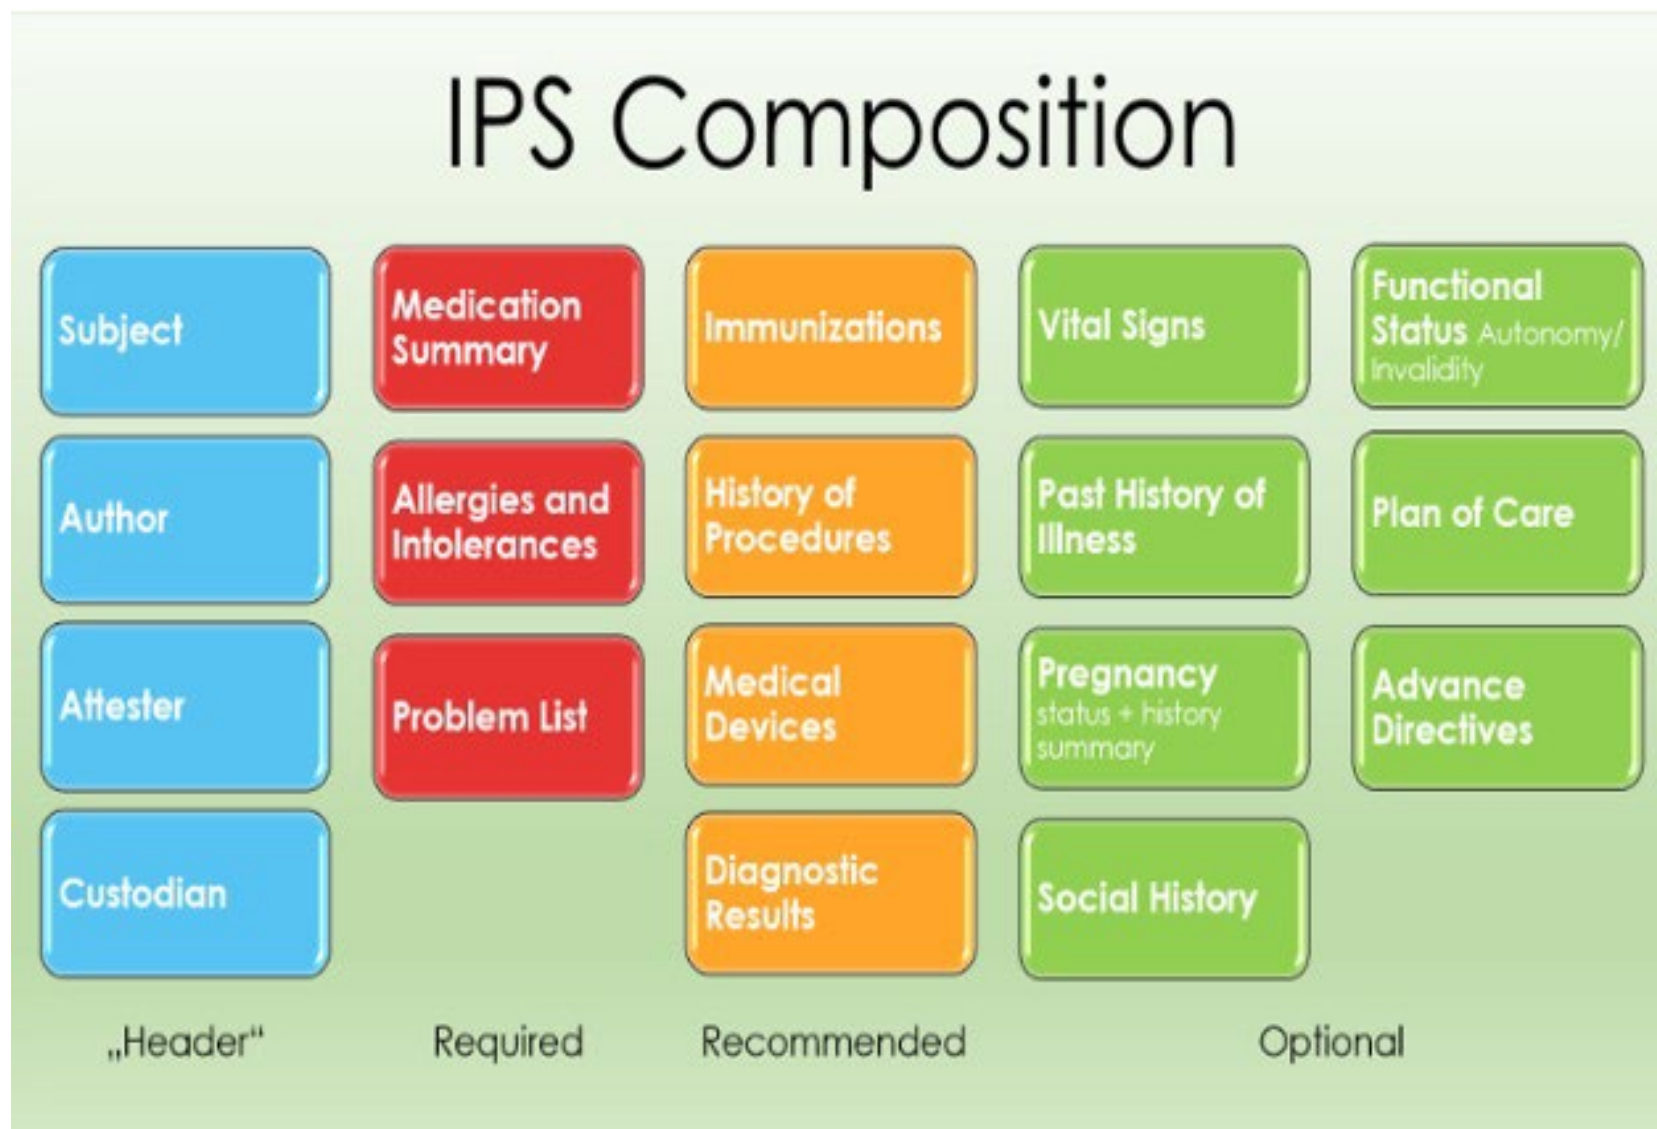 IPS Composition
Subject
Author
Attester
Custodian
„Header“
Medication
Summary
Allergies and
Intolerances
Problem List
Required
Immunizations
History of
Procedures
Medical
Devices
Diagnostic
Results
Recommended
Vital Signs
Past History of
Illness
Pregnancy
status + history
summary
Social History
Functional
Status Autonomy/
Invalidity
Plan of Care
Advance
Directives
Optional